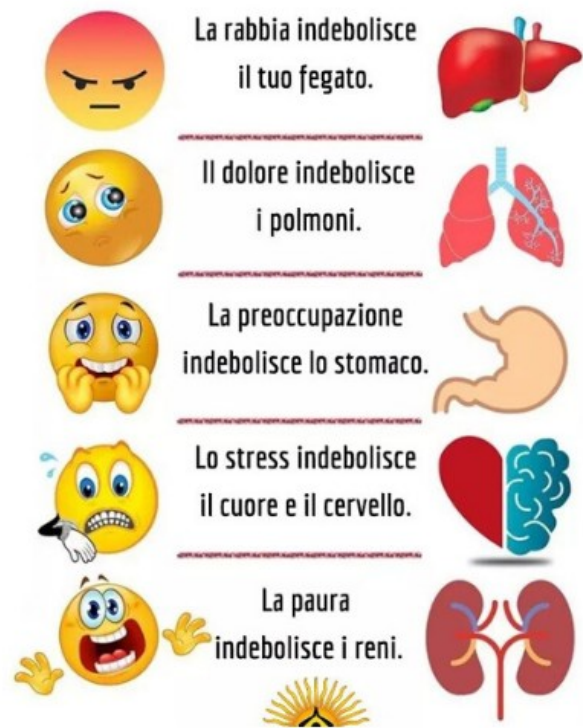 La rabbia indebolisce
il tuo fegato.
Il dolore indebolisce
i polmoni.
La preoccupazione
indebolisce lo stomaco.
Lo stress indebolisce
il cuore e il cervello.
La paura
indebolisce i reni.